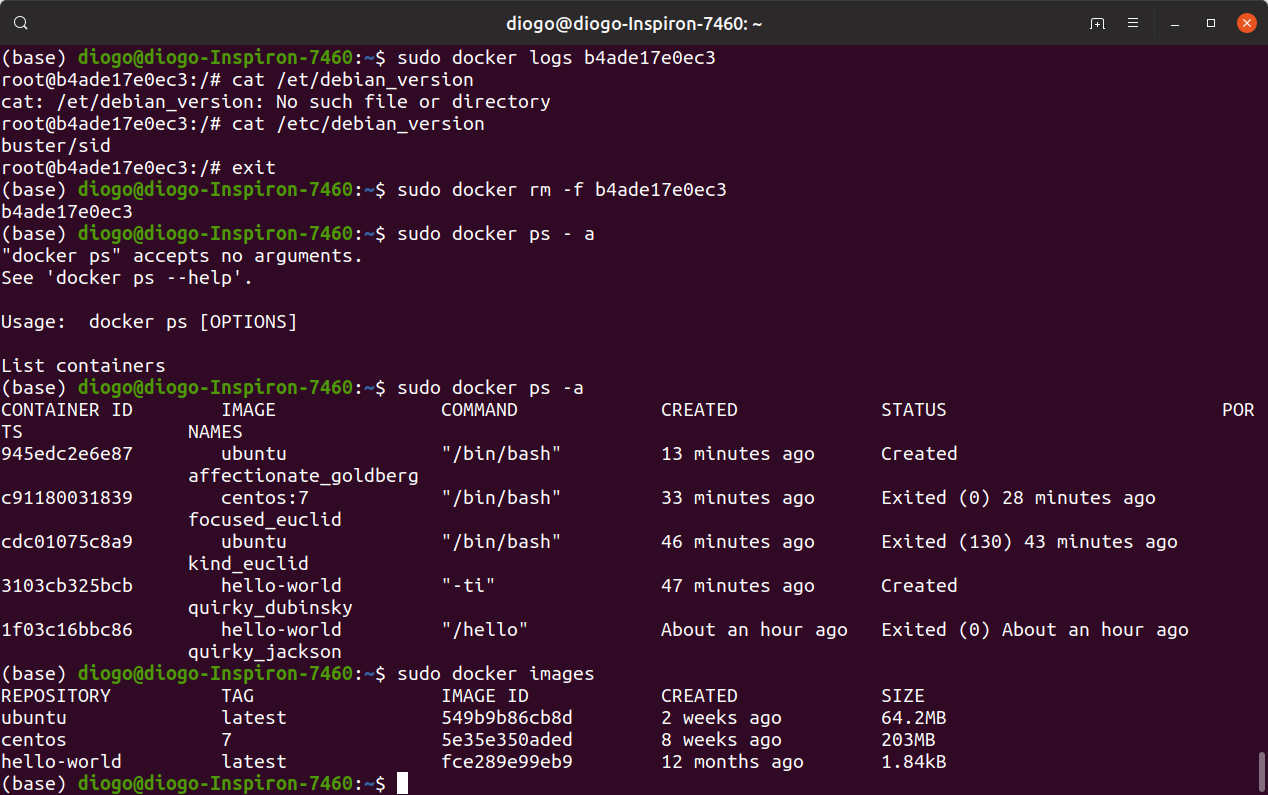 diogo@diogo-Inspiron-7460: ~
(base) diogo@diogo-Inspiron-7460:~$ sudo docker logs b4ade17e0ec3
root@b4ade17e0ec3:/# cat /et/debian_version
cat: /et/debian_version: No such file or directory
root@b4ade17e0ec3:/# cat /etc/debian_version
buster/sid
root@b4ade17e0ec3:/# exit
(base) diogo@diogo-Inspiron-7460:~$ sudo docker rm -f b4ade17e0ec3
b4ade17e0ec3
(base) diogo@diogo-Inspiron-7460:~$ sudo docker ps - a
"docker ps" accepts no arguments.
See 'docker ps --help'.

Usage:  docker ps [OPTIONS]

List containers
(base) diogo@diogo-Inspiron-7460:~$ sudo docker ps -a
CONTAINER ID        IMAGE               COMMAND             CREATED             STATUS                         POR
TS               NAMES
945edc2e6e87        ubuntu              "/bin/bash"         13 minutes ago      Created
                 affectionate_goldberg
c91180031839        centos:7            "/bin/bash"         33 minutes ago      Exited (0) 28 minutes ago
                 focused_euclid
cdc01075c8a9        ubuntu              "/bin/bash"         46 minutes ago      Exited (130) 43 minutes ago
                 kind_euclid
3103cb325bcb        hello-world         "-ti"               47 minutes ago      Created
                 quirky_dubinsky
1f03c16bbc86        hello-world         "/hello"            About an hour ago   Exited (0) About an hour ago
                 quirky_jackson
(base) diogo@diogo-Inspiron-7460:~$ sudo docker images
REPOSITORY          TAG                 IMAGE ID            CREATED             SIZE
ubuntu              latest              549b9b86cb8d        2 weeks ago         64.2MB
centos              7                   5e35e350aded        8 weeks ago         203MB
hello-world         latest              fce289e99eb9        12 months ago       1.84kB
(base) diogo@diogo-Inspiron-7460:~$